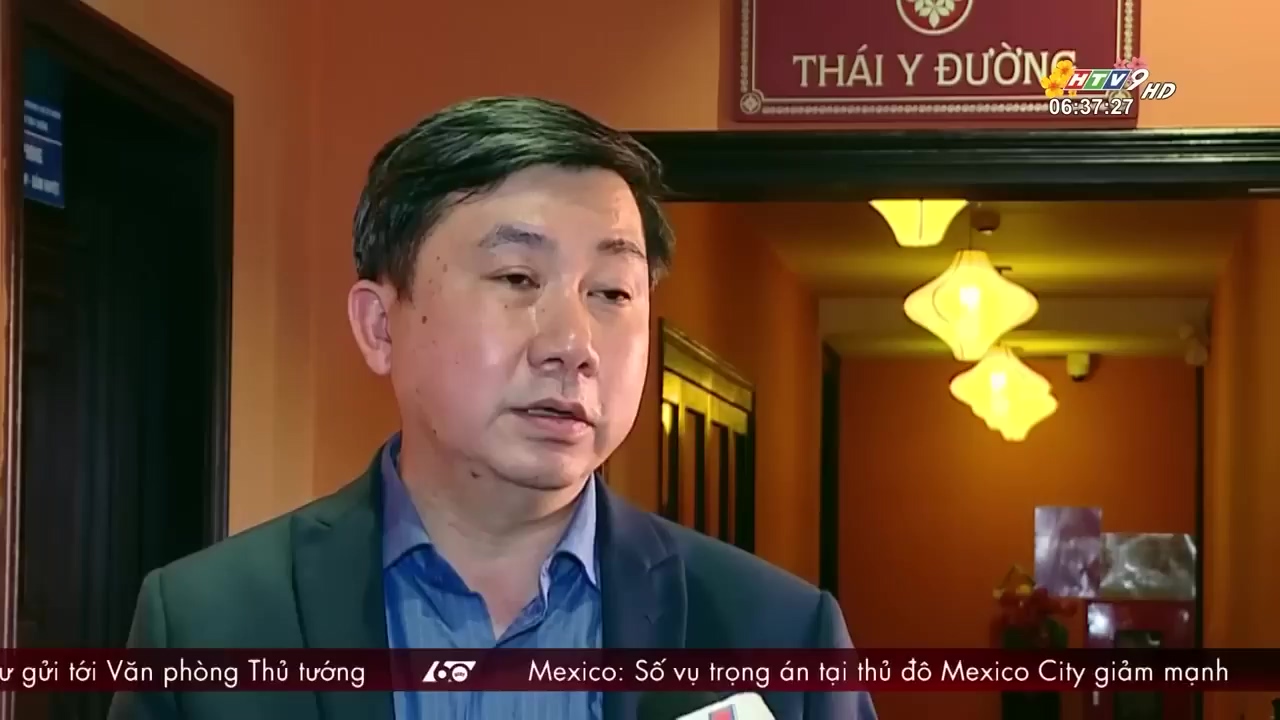 THÁI Y ĐƯỜNG
HTV9 HD
06:37:27
ư gửi tới Văn phòng Thủ tướng
Mexico: Số vụ trọng án tại thủ đô Mexico City giảm mạnh